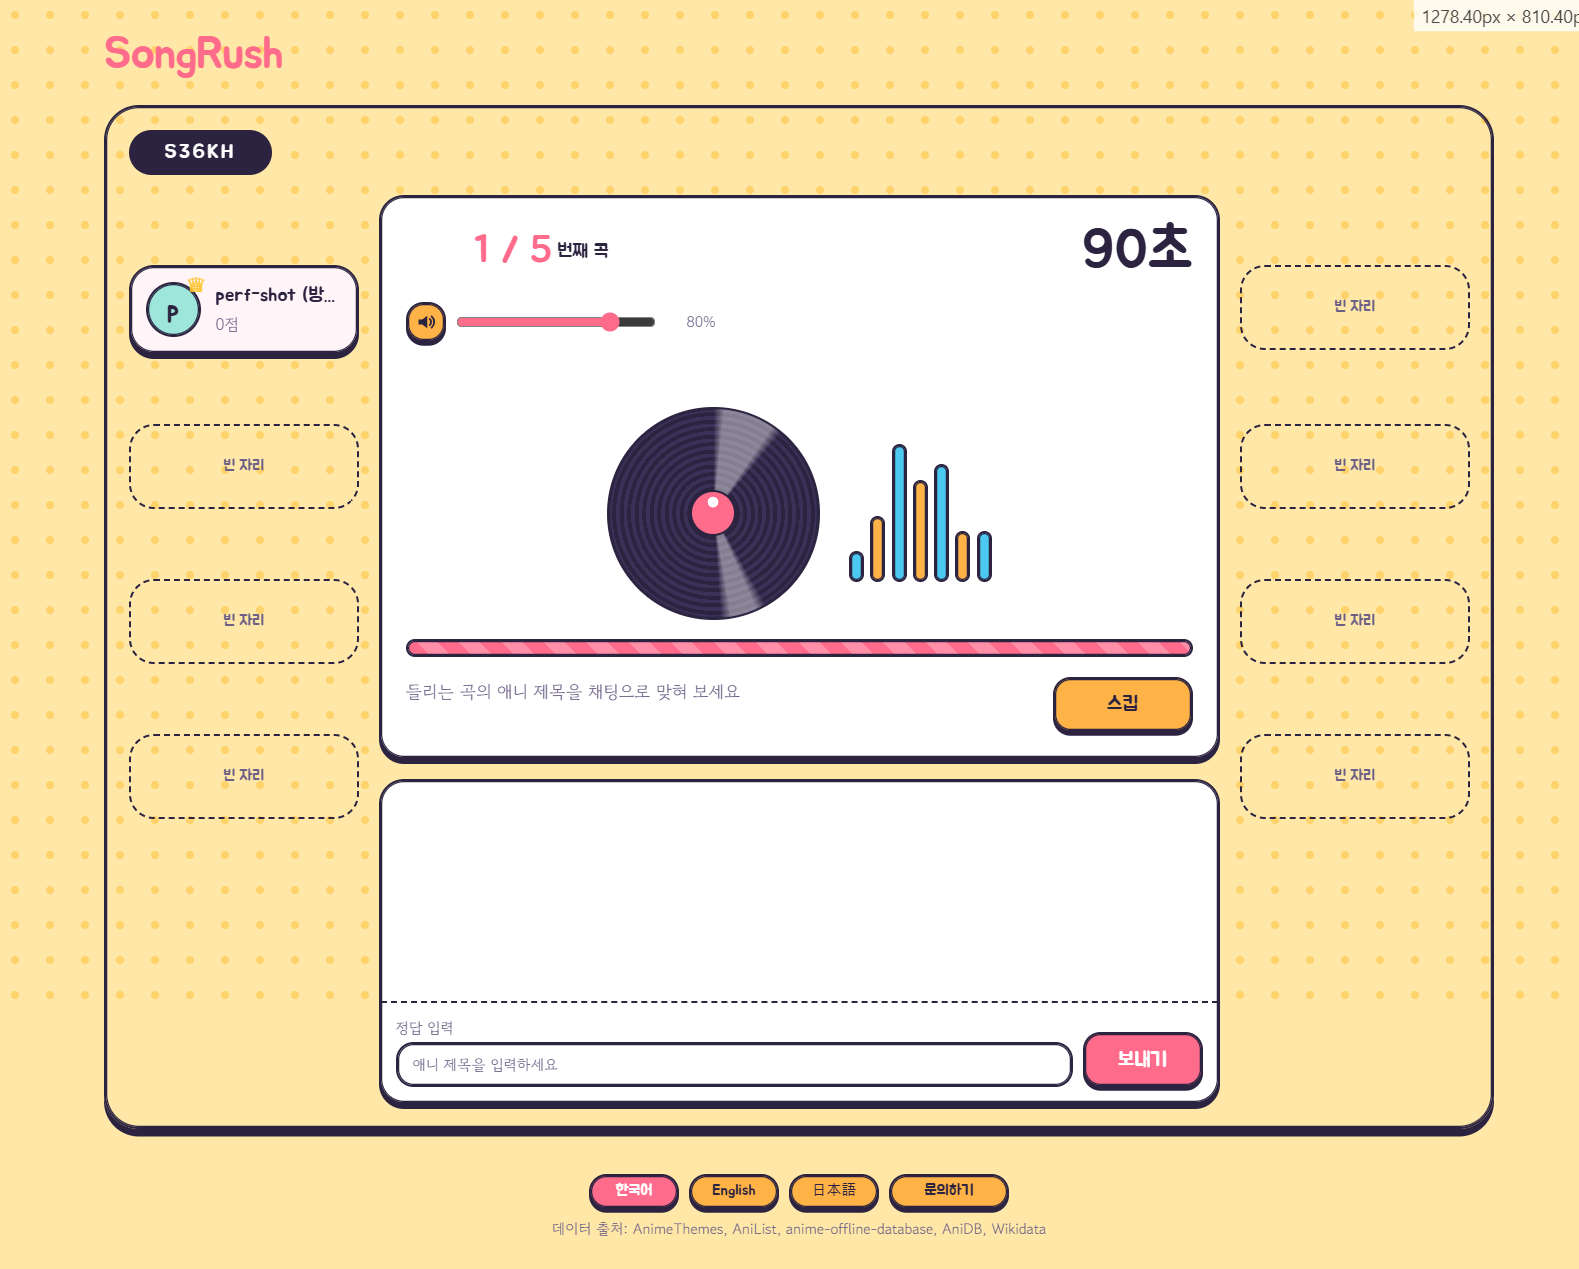 1278.40px × 810.40p
SongRush
S36KH
1 / 5 번째 곡
90초
P
perf-shot (방...
0점
80%
빈 자리
빈 자리
빈 자리
빈 자리
빈 자리
빈 자리
빈 자리
들리는 곡의 애니 제목을 채팅으로 맞혀 보세요
스킵
정답 입력
애니 제목을 입력하세요
보내기
한국어
English
日本語
문의하기
데이터 출처: AnimeThemes, AniList, anime-offline-database, AniDB, Wikidata